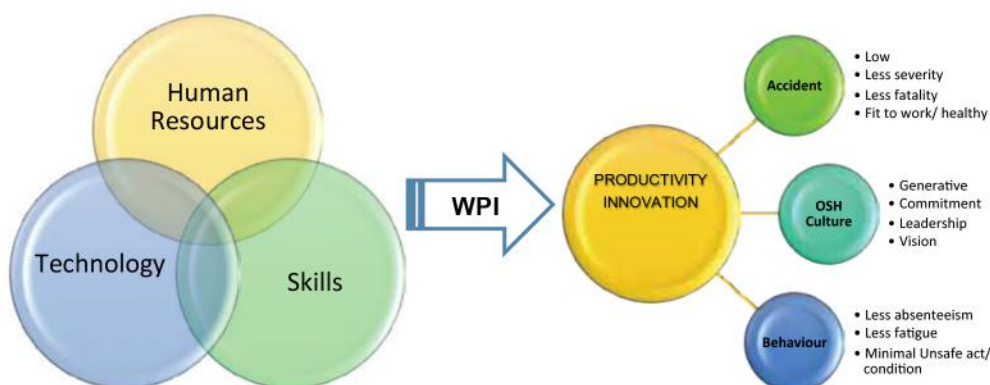 Human
Resources
Technology
Skills
WPI
PRODUCTIVITY
INNOVATION
Accident
• Low
• Less severity
• Less fatality
• Fit to work/ healthy
OSH
Culture
• Generative
• Commitment
• Leadership
• Vision
Behaviour
• Less absenteeism
• Less fatigue
• Minimal Unsafe act/
condition